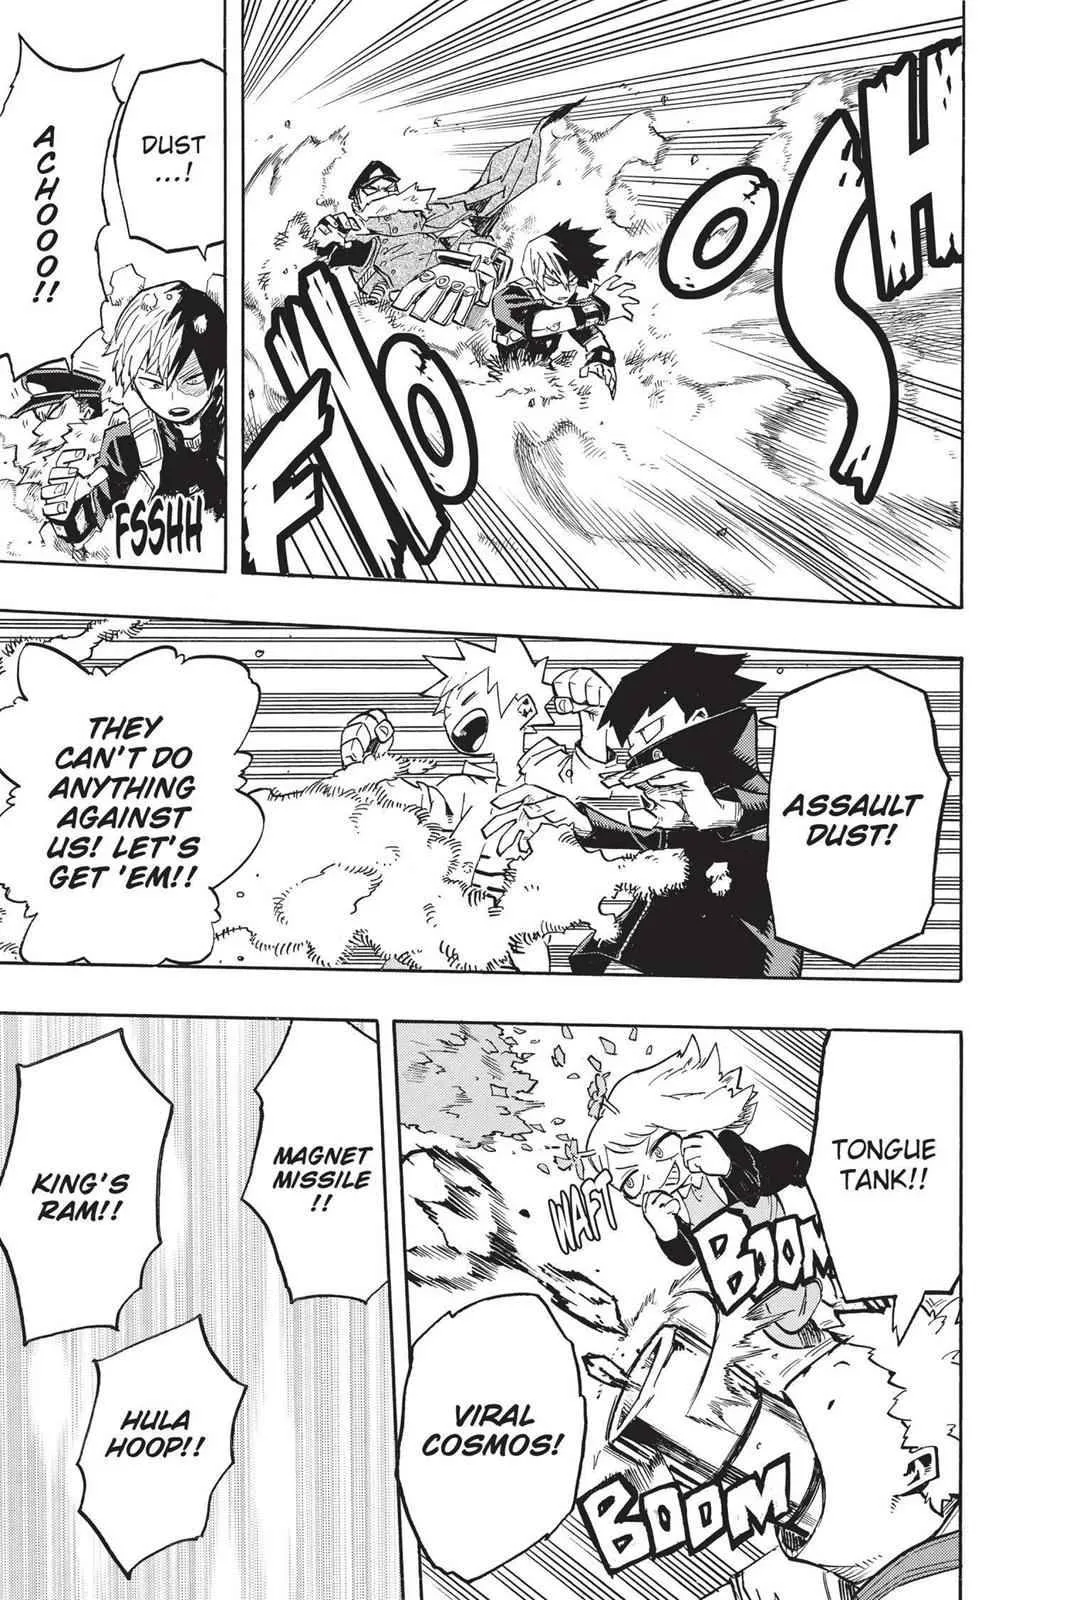 FWOOSH
DUST
...!
ACHOOO!!
FSSHH
ASSAULT
DUST!
THEY
CAN'T DO
ANYTHING
AGAINST
US! LET'S
GET 'EM!!
TONGUE
TANK!!
WAFT
BOOM
VIRAL
COSMOS!
BOOM
MAGNET
MISSILE
!!
KING'S
RAM!!
HULA
HOOP!!